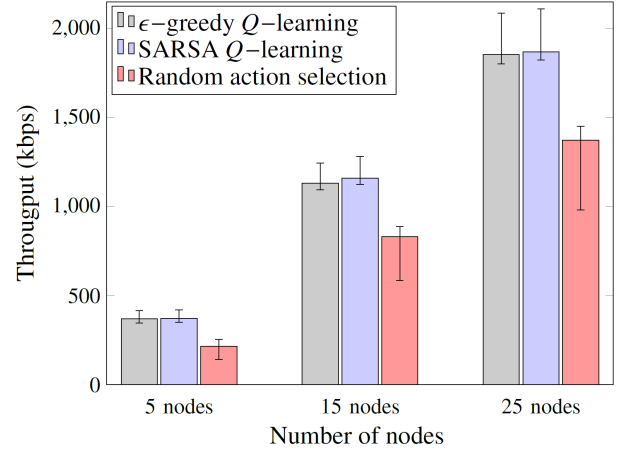 ϵ−greedy Q−learning
SARSA Q−learning
Random action selection
2,000
1,500
1,000
500
0
Througput (kbps)
5 nodes
15 nodes
25 nodes
Number of nodes